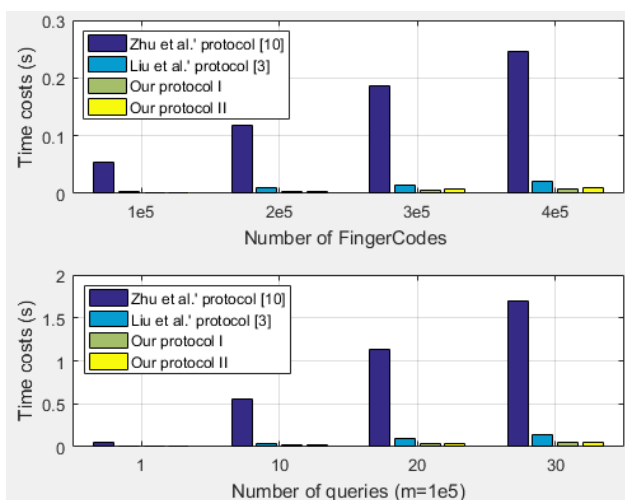 0.3
0.2
0.1
0
Time costs (s)
Zhu et al.' protocol [10]
Liu et al.' protocol [3]
Our protocol I
Our protocol II
1e5 2e5 3e5 4e5
Number of FingerCodes
2
1.5
1
0.5
0
Time costs (s)
Zhu et al.' protocol [10]
Liu et al.' protocol [3]
Our protocol I
Our protocol II
1 10 20 30
Number of queries (m=1e5)